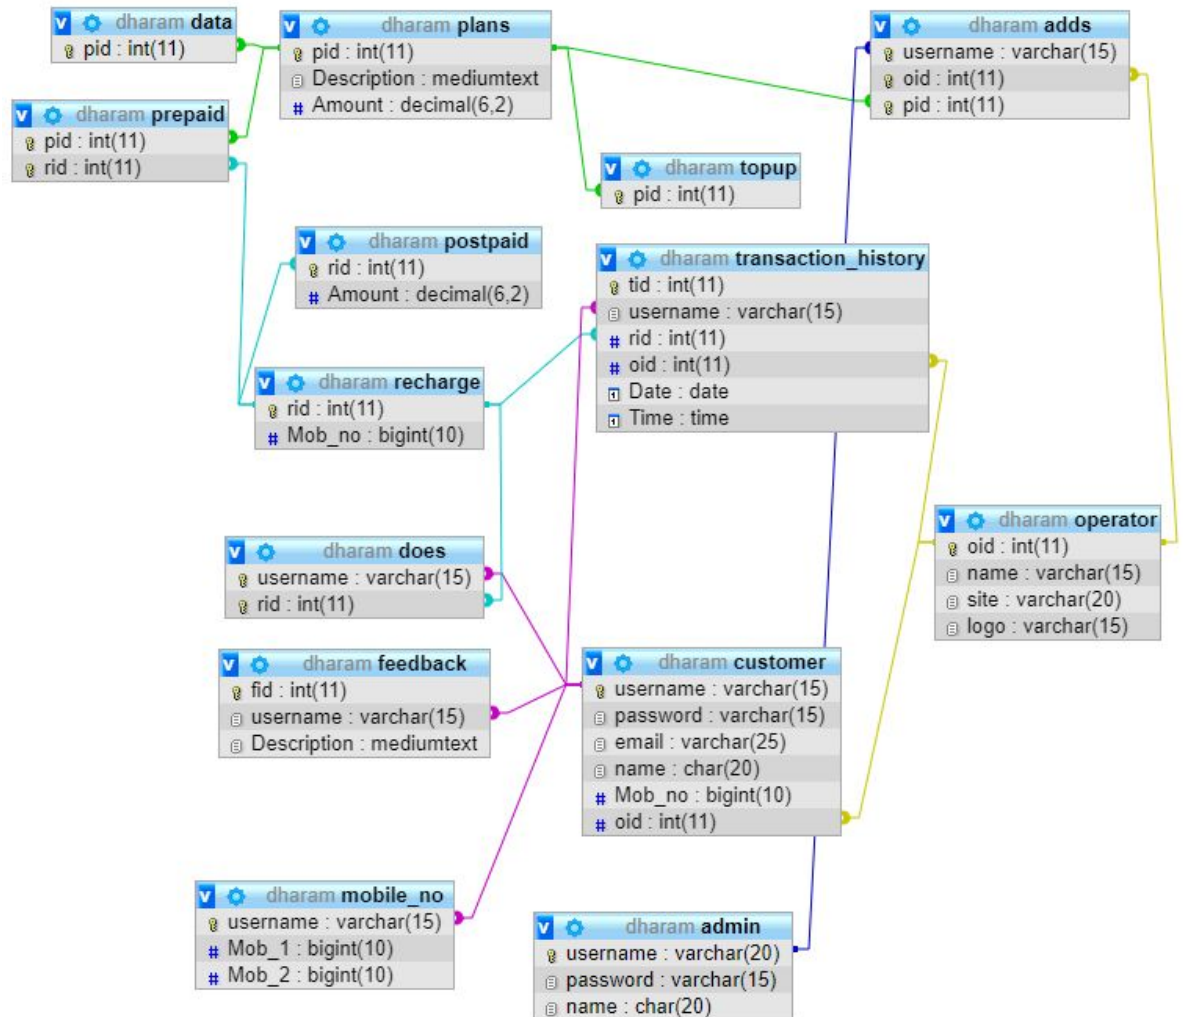 dharam data
pid : int(11)
dharam plans
pid : int(11)
Description : mediumtext
Amount : decimal(6,2)
dharam adds
username : varchar(15)
oid : int(11)
pid : int(11)
dharam prepaid
pid : int(11)
rid : int(11)
dharam topup
pid : int(11)
dharam postpaid
rid : int(11)
Amount : decimal(6,2)
dharam transaction_history
tid : int(11)
username : varchar(15)
rid : int(11)
oid : int(11)
Date : date
Time : time
dharam recharge
rid : int(11)
Mob_no : bigint(10)
dharam operator
oid : int(11)
name : varchar(15)
site : varchar(20)
logo : varchar(15)
dharam does
username : varchar(15)
rid : int(11)
dharam feedback
fid : int(11)
username : varchar(15)
Description : mediumtext
dharam customer
username : varchar(15)
password : varchar(15)
email : varchar(25)
name : char(20)
Mob_no : bigint(10)
oid : int(11)
dharam mobile_no
username : varchar(15)
Mob_1 : bigint(10)
Mob_2 : bigint(10)
dharam admin
username : varchar(20)
password : varchar(15)
name : char(20)